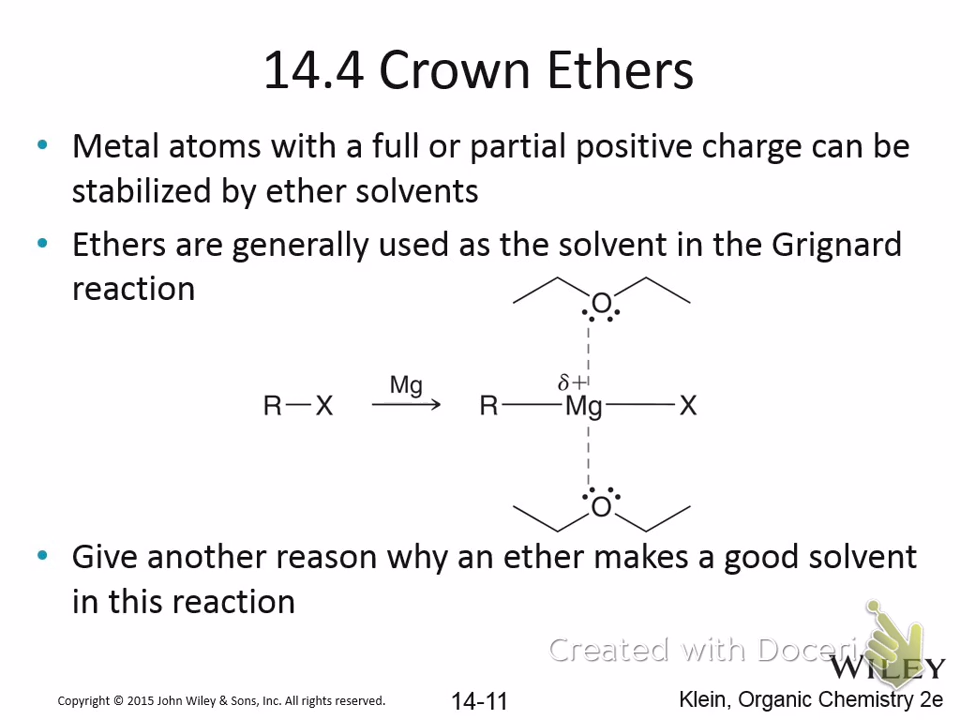 14.4 Crown Ethers
• Metal atoms with a full or partial positive charge can be
stabilized by ether solvents
• Ethers are generally used as the solvent in the Grignard
reaction
O
Mg
δ+
R—X
R—Mg—X
O
• Give another reason why an ether makes a good solvent
in this reaction
Created with Doceri
WILEY
Copyright © 2015 John Wiley & Sons, Inc. All rights reserved.
14-11
Klein, Organic Chemistry 2e